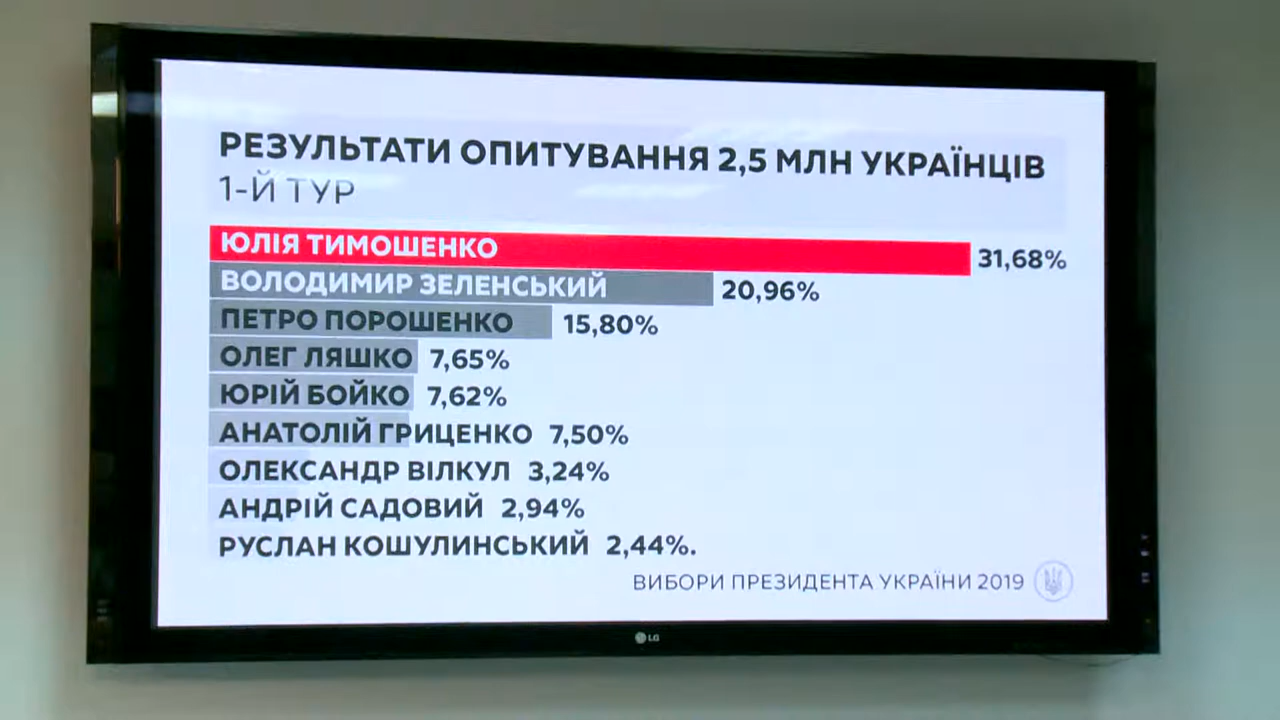 РЕЗУЛЬТАТИ ОПИТУВАННЯ 2,5 МЛН УКРАЇНЦІВ
1-Й ТУР
ЮЛІЯ ТИМОШЕНКО 31,68%
ВОЛОДИМИР ЗЕЛЕНСЬКИЙ 20,96%
ПЕТРО ПОРОШЕНКО 15,80%
ОЛЕГ ЛЯШКО 7,65%
ЮРІЙ БОЙКО 7,62%
АНАТОЛІЙ ГРИЦЕНКО 7,50%
ОЛЕКСАНДР ВІЛКУЛ 3,24%
АНДРІЙ САДОВИЙ 2,94%
РУСЛАН КОШУЛИНСЬКИЙ 2,44%.
ВИБОРИ ПРЕЗИДЕНТА УКРАЇНИ 2019
LG